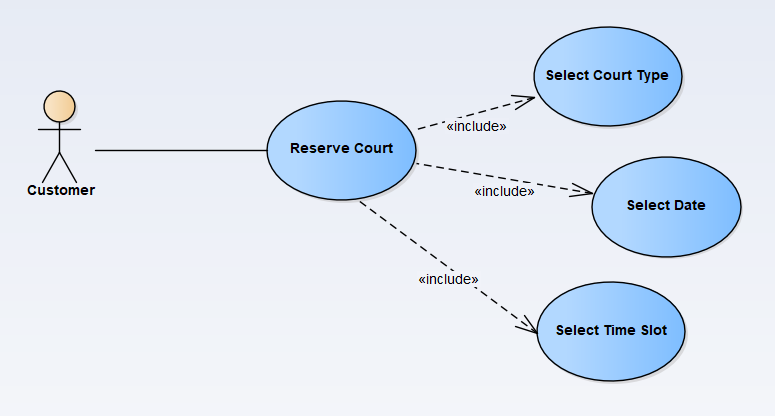 Select Court Type
«include»
Reserve Court
Customer
«include»
Select Date
«include»
Select Time Slot